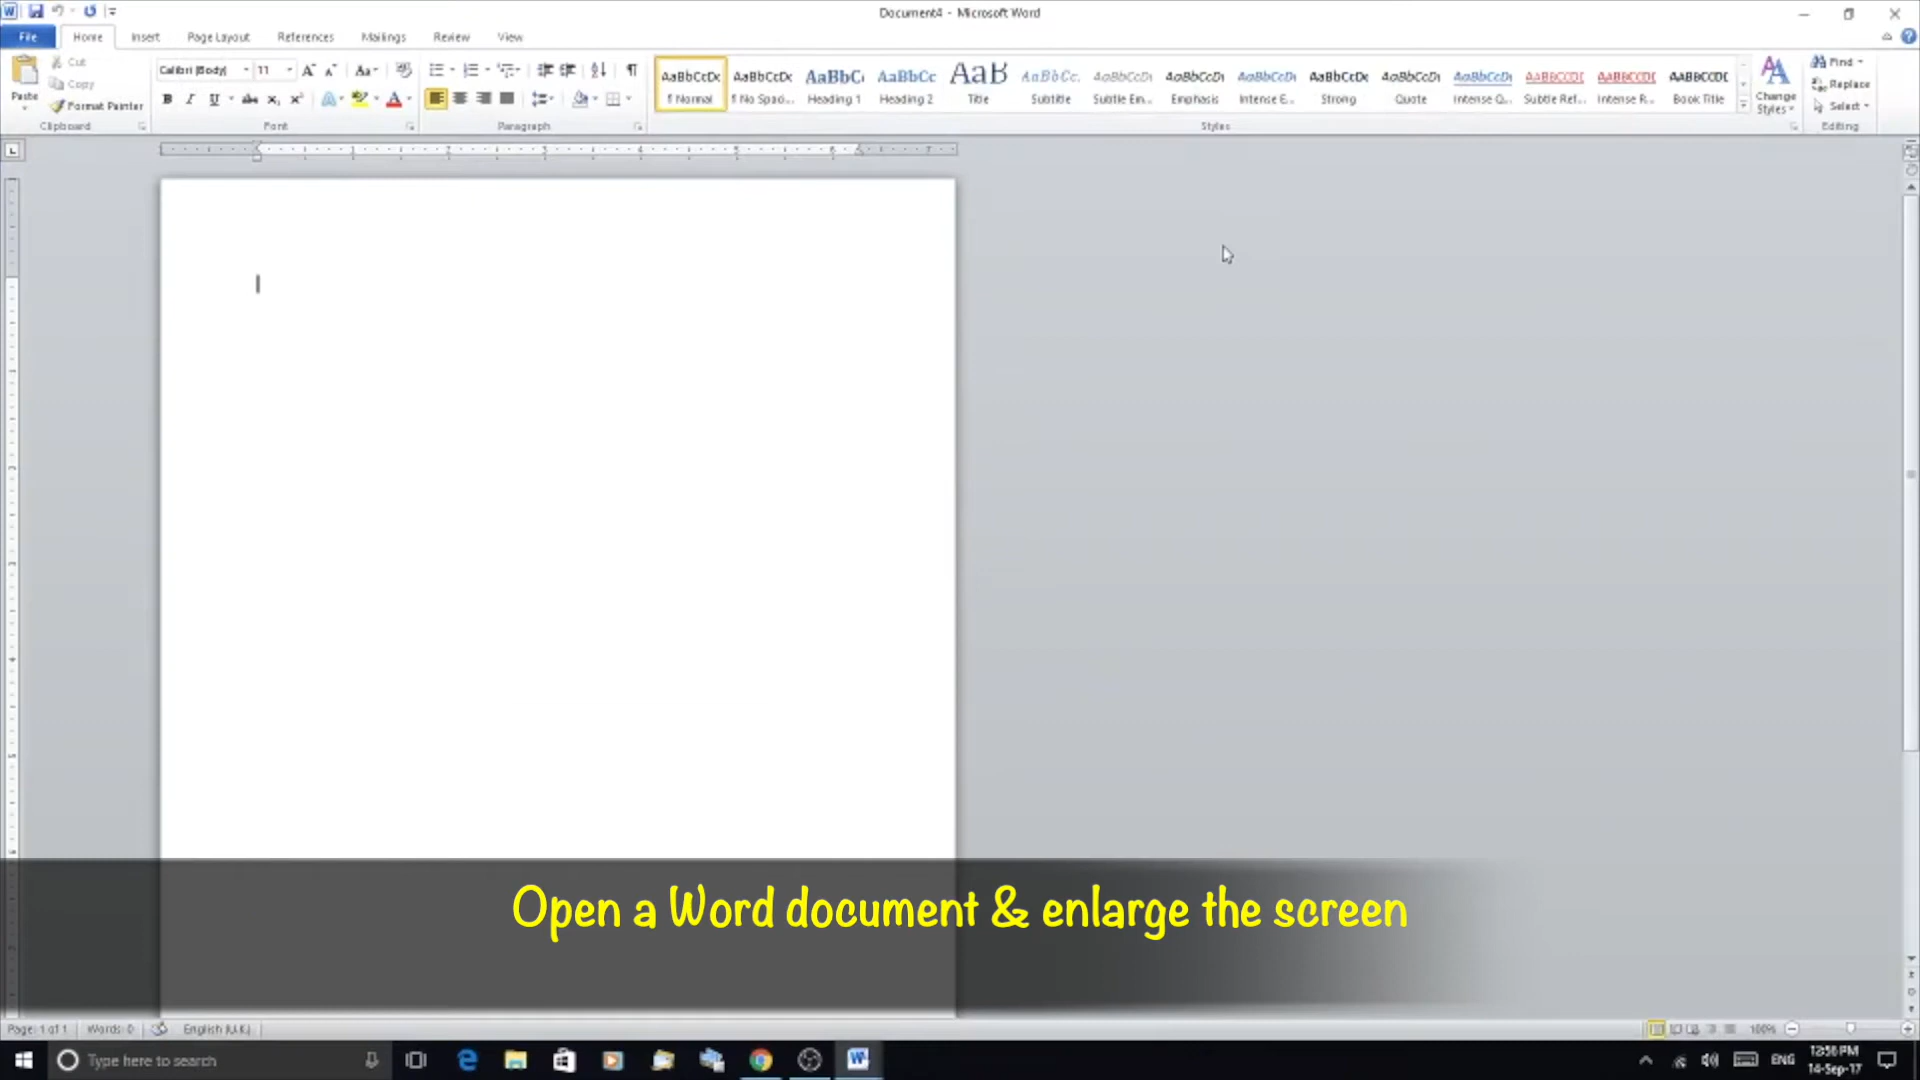 Document4 - Microsoft Word
File Home Insert Page Layout References Mailings Review View
Paste
Cut
Copy
Format Painter
Clipboard
Calibri (Body) 11
Font
Paragraph
AaBbCcDc AaBbCcDc AaBbC AaBbCc AaB AaBbCc. AaBbCcDi AaBbCcDi AaBbCcDi AaBbCcDc AaBbCcDi AaBbCcDi AABBCCDI AABBCCDI AABBCCDI
¶ Normal ¶ No Spaci... Heading 1 Heading 2 Title Subtitle Subtle Em... Emphasis Intense E... Strong Quote Intense Q... Subtle Ref... Intense R... Book Title
Styles
Change Styles
Find
Replace
Select
Editing
Open a Word document & enlarge the screen
Page: 1 of 1 Words: 0 English (U.K.) 100%
Type here to search
ENG
12:56 PM
14-Sep-17